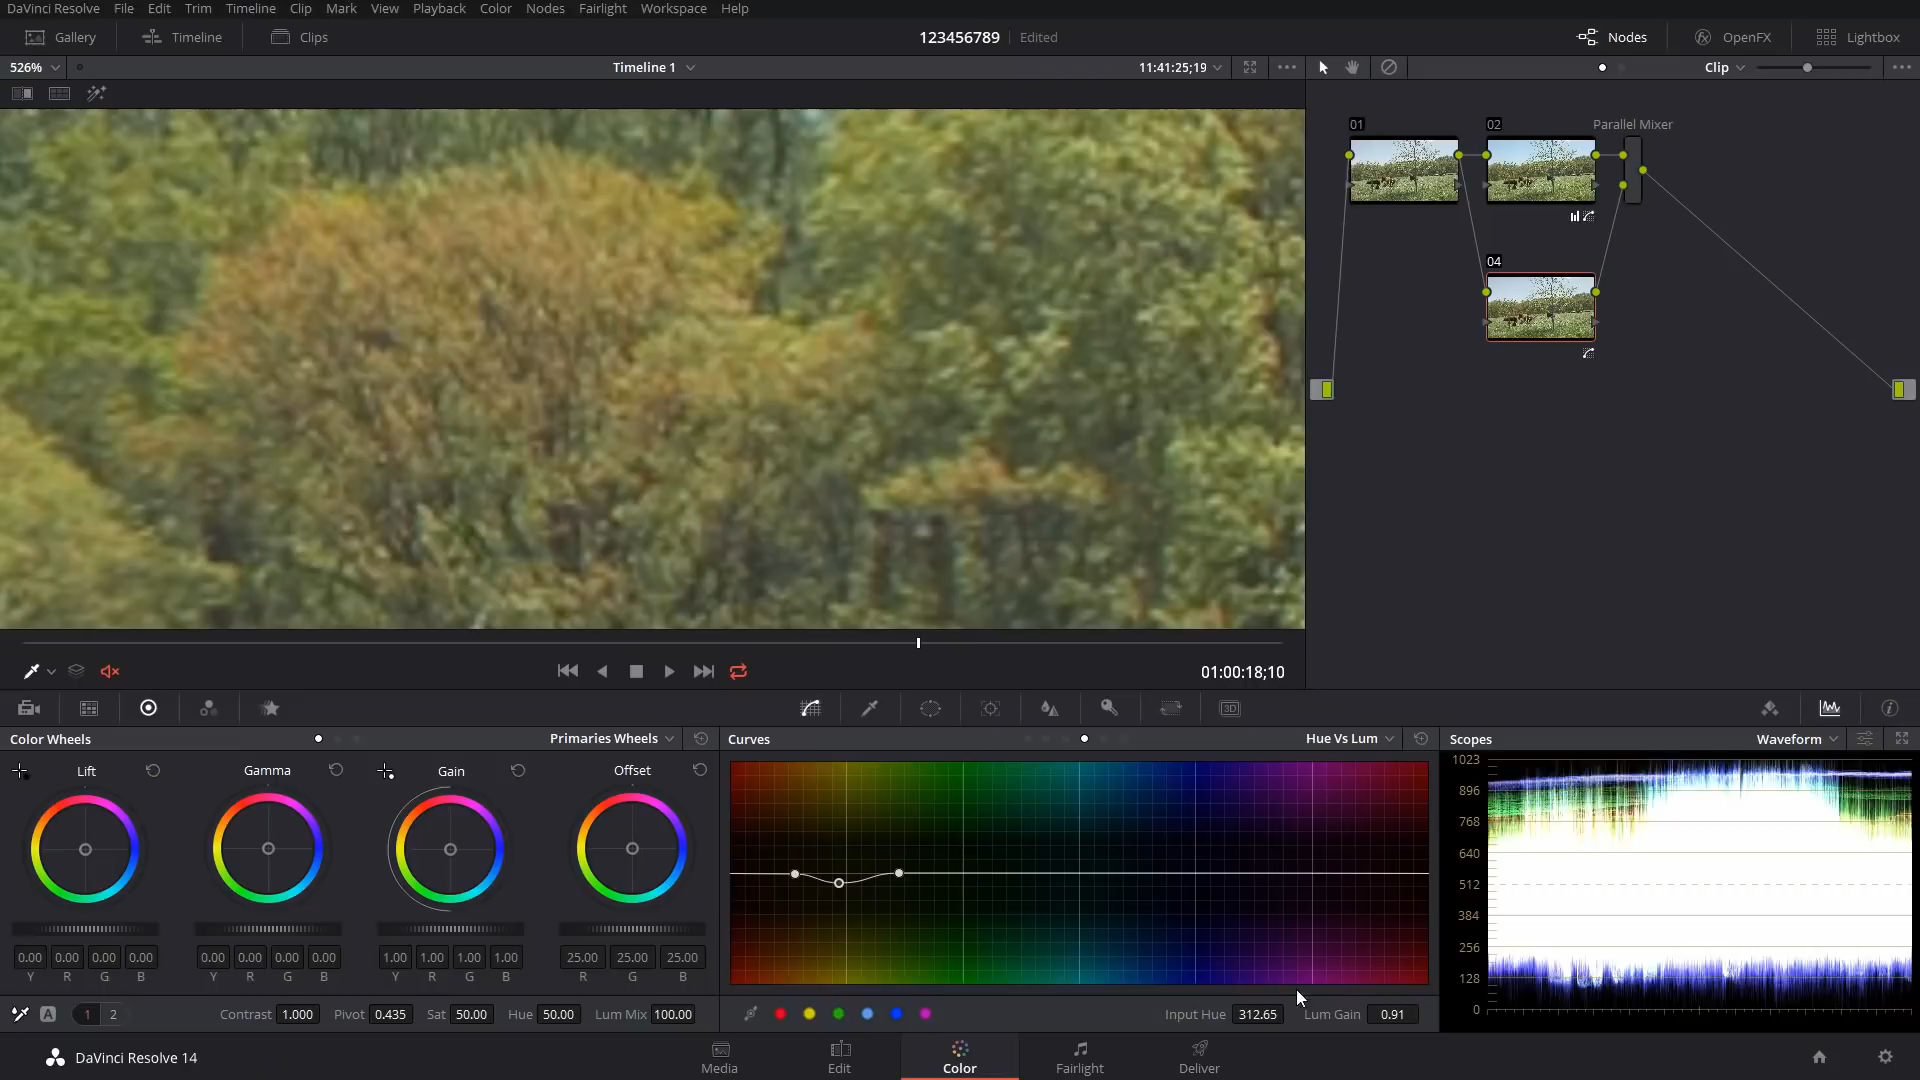 DaVinci Resolve File Edit Trim Timeline Clip Mark View Playback Color Nodes Fairlight Workspace Help
Gallery Timeline Clips 123456789 Edited Nodes OpenFX Lightbox
526% Timeline 1 11:41:25;19 Clip
01 02 Parallel Mixer
04
01:00:18;10
3D
Color Wheels Primaries Wheels Curves Hue Vs Lum Scopes Waveform
Lift Gamma Gain Offset
1023
896
768
640
512
384
256
128
0
0.00 0.00 0.00 0.00 0.00 0.00 0.00 0.00 1.00 1.00 1.00 1.00 25.00 25.00 25.00
Y R G B Y R G B Y R G B R G B
A 1 2 Contrast 1.000 Pivot 0.435 Sat 50.00 Hue 50.00 Lum Mix 100.00 Input Hue 312.65 Lum Gain 0.91
DaVinci Resolve 14 Media Edit Color Fairlight Deliver